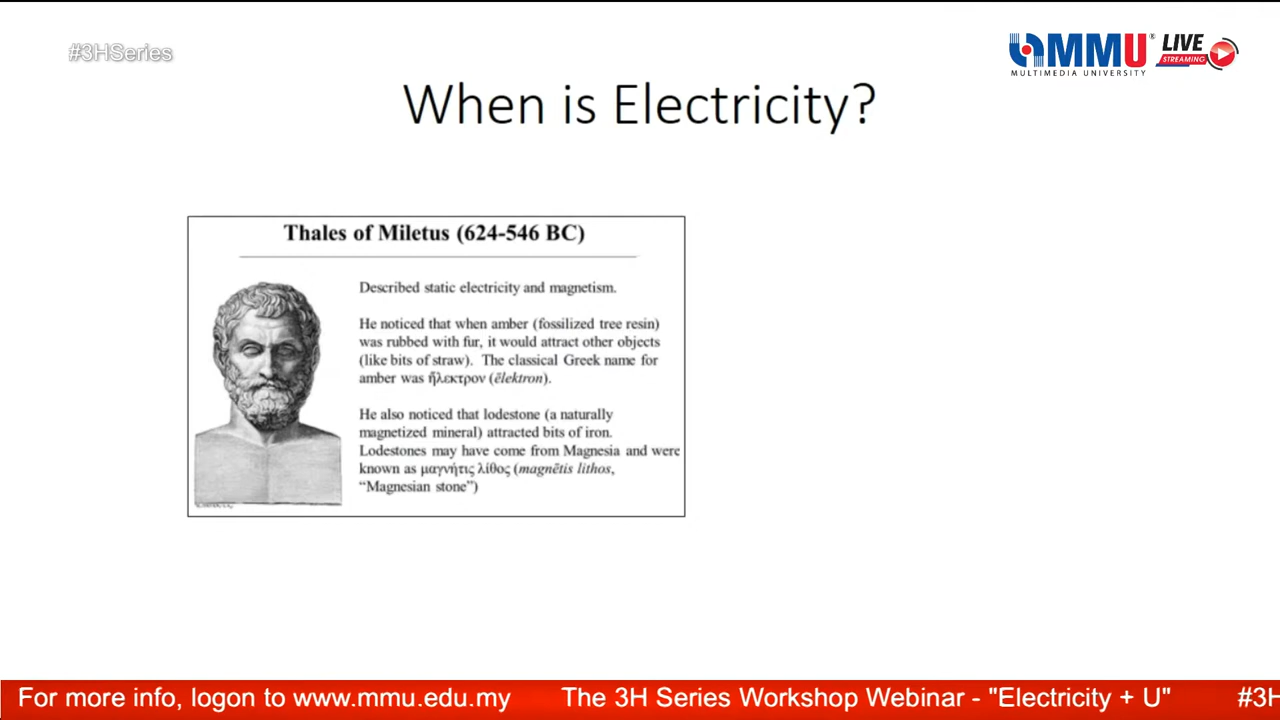 #3HSeries
MMU®
MULTIMEDIA UNIVERSITY
LIVE
STREAMING
When is Electricity?
Thales of Miletus (624-546 BC)
Described static electricity and magnetism.
He noticed that when amber (fossilized tree resin)
was rubbed with fur, it would attract other objects
(like bits of straw). The classical Greek name for
amber was ἤλεκτρον (ēlektron).
He also noticed that lodestone (a naturally
magnetized mineral) attracted bits of iron.
Lodestones may have come from Magnesia and were
known as μαγνήτις λίθος (magnētis lithos,
“Magnesian stone”)
For more info, logon to www.mmu.edu.my The 3H Series Workshop Webinar - "Electricity + U" #3H